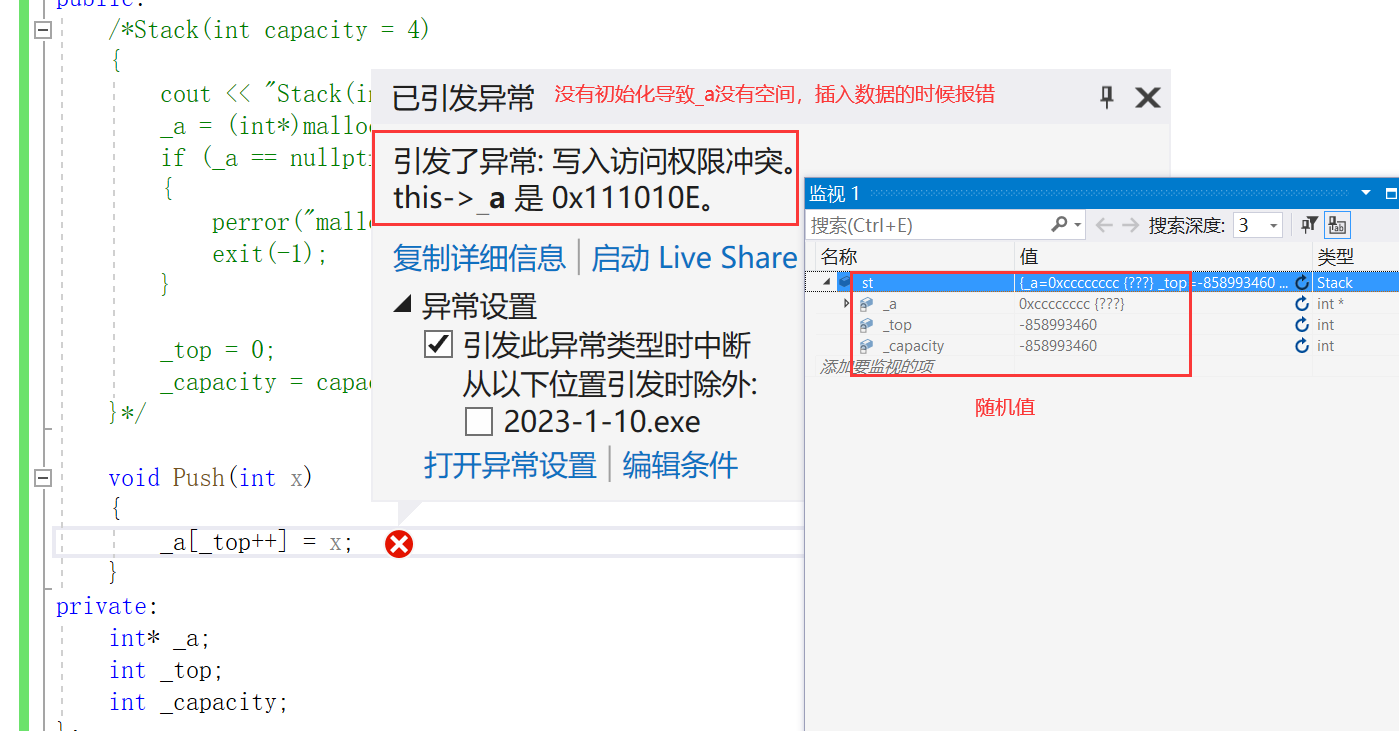 public:
/*Stack(int capacity = 4)
{
cout << "Stack(in
_a = (int*)malloc
if (_a == nullptr
{
perror("mallo
exit(-1);
}
_top = 0;
_capacity = capac
}*/
void Push(int x)
{
_a[_top++] = x;
}
private:
int* _a;
int _top;
int _capacity;
};
已引发异常
没有初始化导致_a没有空间，插入数据的时候报错
引发了异常: 写入访问权限冲突。
this->_a 是 0x111010E。
复制详细信息 | 启动 Live Share
异常设置
引发此异常类型时中断
从以下位置引发时除外:
2023-1-10.exe
打开异常设置 | 编辑条件
监视 1
搜索(Ctrl+E) 搜索深度: 3
名称 值 类型
st {_a=0xcccccccc {???} _top=-858993460 ... Stack
_a 0xcccccccc {???} int *
_top -858993460 int
_capacity -858993460 int
添加要监视的项
随机值